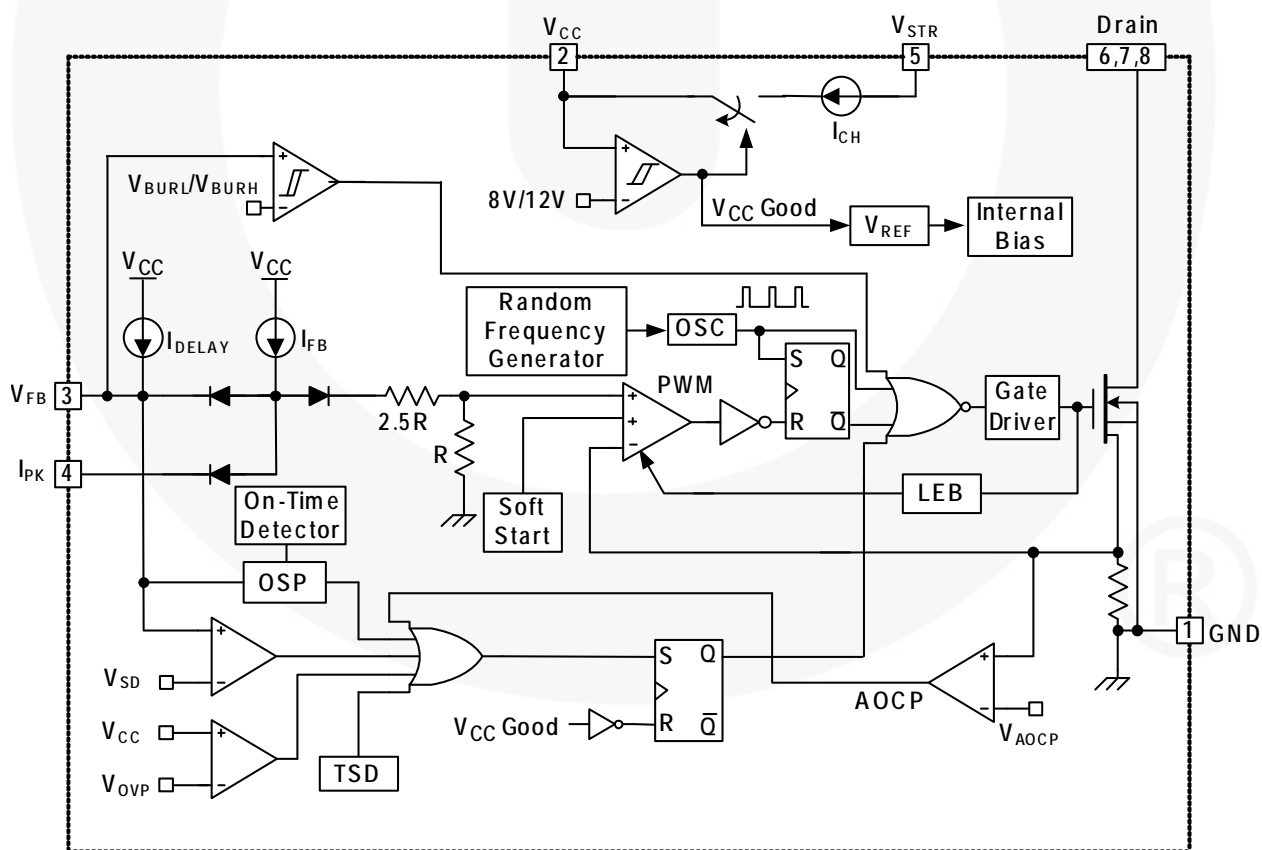 VCC
VSTR
Drain
2
5
6,7,8
ICH
+
−
VBURL/VBURH
+
−
8V/12V
VCC Good
VREF
Internal
Bias
VCC
VCC
IDELAY
IFB
Random
Frequency
Generator
OSC
S Q
R Q̅
PWM
+
+
−
Gate
Driver
VFB 3
2.5R
R
IPK 4
LEB
Soft
Start
On-Time
Detector
OSP
®
1 GND
+
−
VSD
S Q
R Q̅
VCC Good
AOCP
+
−
VAOCP
VCC
+
−
VOVP
TSD